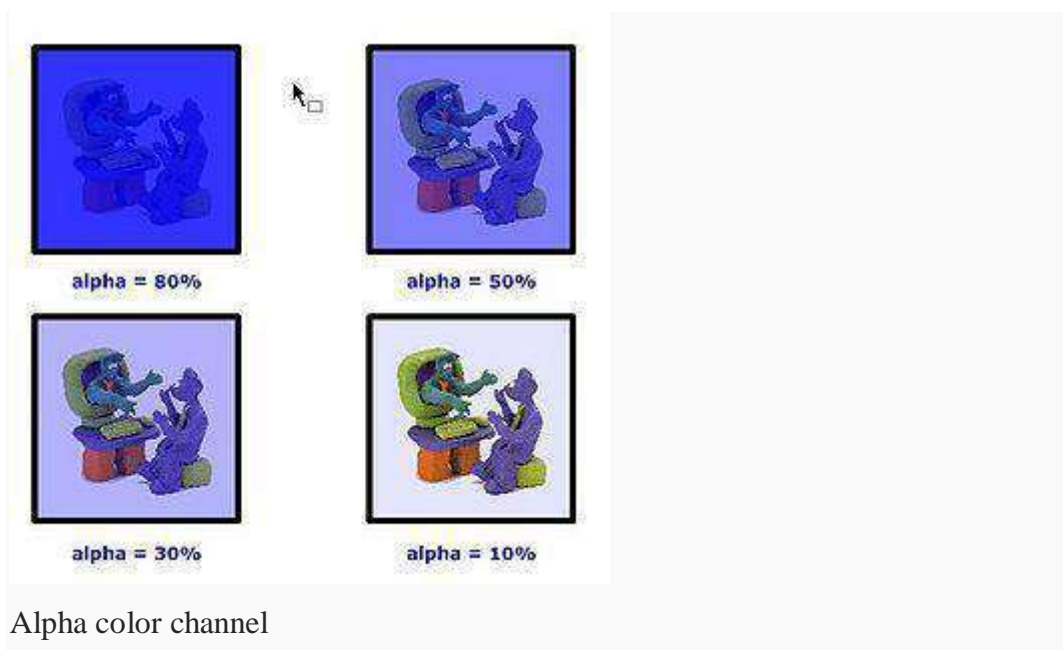 alpha = 80%
alpha = 50%
alpha = 30%
alpha = 10%
Alpha color channel